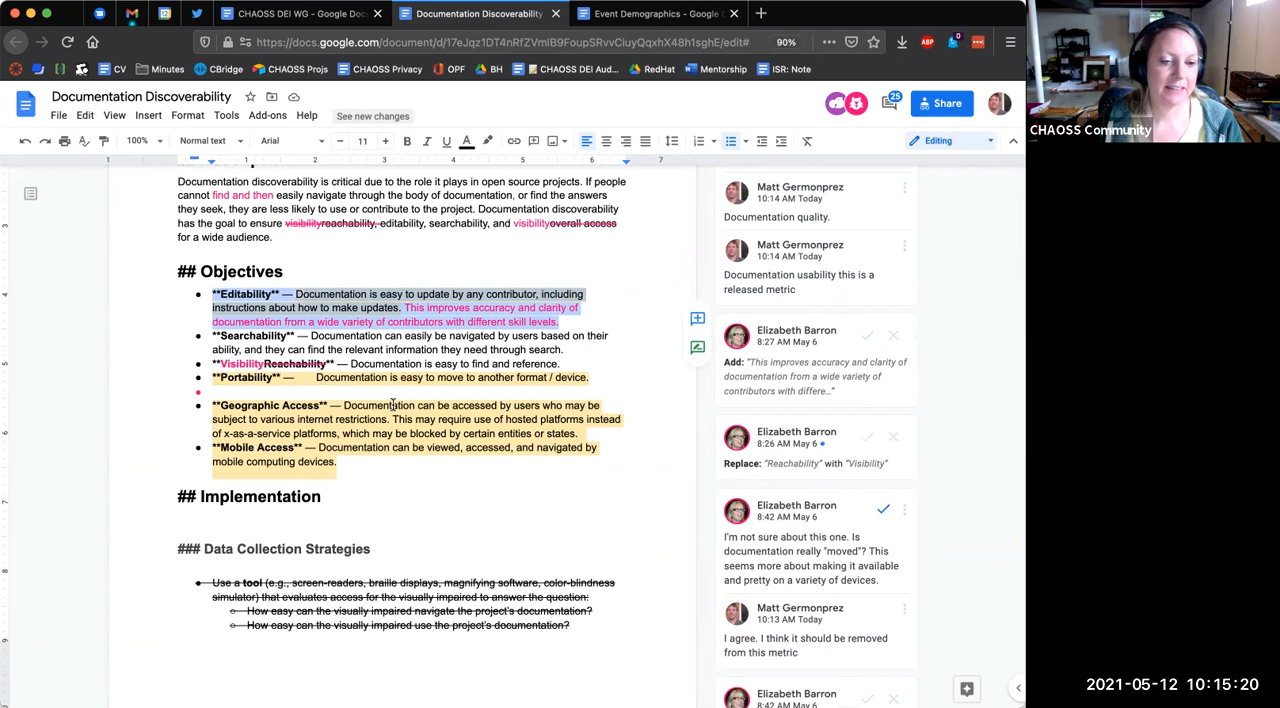 CHAOSS DEI WG - Google Doc
Documentation Discoverability
Event Demographics - Google D
https://docs.google.com/document/d/17eJqz1DT4nRfZVmlB9FoupSRvvCiuyQqxhX48h1sghE/edit#
90%
ABP
0
CV
Minutes
CBridge
CHAOSS Projs
CHAOSS Privacy
OPF
BH
CHAOSS DEI Aud...
RedHat
Mentorship
ISR: Note
Documentation Discoverability
File Edit View Insert Format Tools Add-ons Help
See new changes
25
Share
100%
Normal text
Arial
11
B I U A
Editing
1 1 2 3 4 5 6 7
Documentation discoverability is critical due to the role it plays in open source projects. If people
cannot find and then easily navigate through the body of documentation, or find the answers
they seek, they are less likely to use or contribute to the project. Documentation discoverability
has the goal to ensure visibilityreachability, editability, searchability, and visibilityoverall access
for a wide audience.
## Objectives
● **Editability** — Documentation is easy to update by any contributor, including
instructions about how to make updates. This improves accuracy and clarity of
documentation from a wide variety of contributors with different skill levels.
● **Searchability** — Documentation can easily be navigated by users based on their
ability, and they can find the relevant information they need through search.
● **VisibilityReachability** — Documentation is easy to find and reference.
● **Portability** — Documentation is easy to move to another format / device.
●
● **Geographic Access** — Documentation can be accessed by users who may be
subject to various internet restrictions. This may require use of hosted platforms instead
of x-as-a-service platforms, which may be blocked by certain entities or states.
● **Mobile Access** — Documentation can be viewed, accessed, and navigated by
mobile computing devices.
## Implementation
### Data Collection Strategies
● Use a tool (e.g., screen-readers, braille displays, magnifying software, color-blindness
simulator) that evaluates access for the visually impaired to answer the question:
○ How easy can the visually impaired navigate the project's documentation?
○ How easy can the visually impaired use the project's documentation?
3
4
5
6
7
8
9
Matt Germonprez
10:14 AM Today
Documentation quality.
Matt Germonprez
10:14 AM Today
Documentation usability this is a
released metric
Elizabeth Barron
8:27 AM May 6
Add: "This improves accuracy and clarity of
documentation from a wide variety of
contributors with differe..."
Elizabeth Barron
8:26 AM May 6
Replace: "Reachability" with "Visibility"
Elizabeth Barron
8:42 AM May 6
I'm not sure about this one. Is
documentation really "moved"? This
seems more about making it available
and pretty on a variety of devices.
Matt Germonprez
10:13 AM Today
I agree. I think it should be removed
from this metric
Elizabeth Barron
8:42 AM May 6
CHAOSS Community
2021-05-12 10:15:20